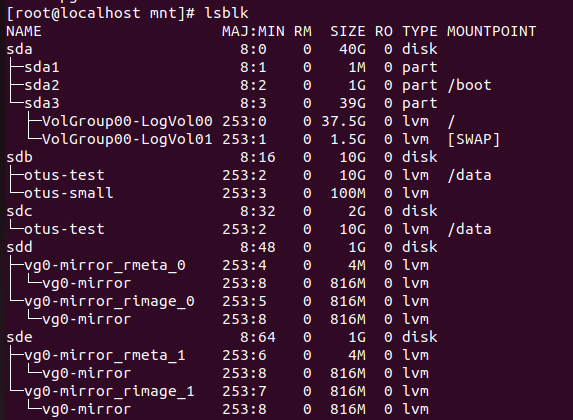 [root@localhost mnt]# lsblk
NAME                      MAJ:MIN RM  SIZE RO TYPE MOUNTPOINT
sda                         8:0    0   40G  0 disk
├─sda1                      8:1    0    1M  0 part
├─sda2                      8:2    0    1G  0 part /boot
└─sda3                      8:3    0   39G  0 part
  ├─VolGroup00-LogVol00   253:0    0 37.5G  0 lvm  /
  └─VolGroup00-LogVol01   253:1    0  1.5G  0 lvm  [SWAP]
sdb                         8:16   0   10G  0 disk
├─otus-test               253:2    0   10G  0 lvm  /data
└─otus-small              253:3    0  100M  0 lvm
sdc                         8:32   0    2G  0 disk
└─otus-test               253:2    0   10G  0 lvm  /data
sdd                         8:48   0    1G  0 disk
├─vg0-mirror_rmeta_0      253:4    0    4M  0 lvm
│ └─vg0-mirror            253:8    0  816M  0 lvm
└─vg0-mirror_rimage_0     253:5    0  816M  0 lvm
  └─vg0-mirror            253:8    0  816M  0 lvm
sde                         8:64   0    1G  0 disk
├─vg0-mirror_rmeta_1      253:6    0    4M  0 lvm
│ └─vg0-mirror            253:8    0  816M  0 lvm
└─vg0-mirror_rimage_1     253:7    0  816M  0 lvm
  └─vg0-mirror            253:8    0  816M  0 lvm